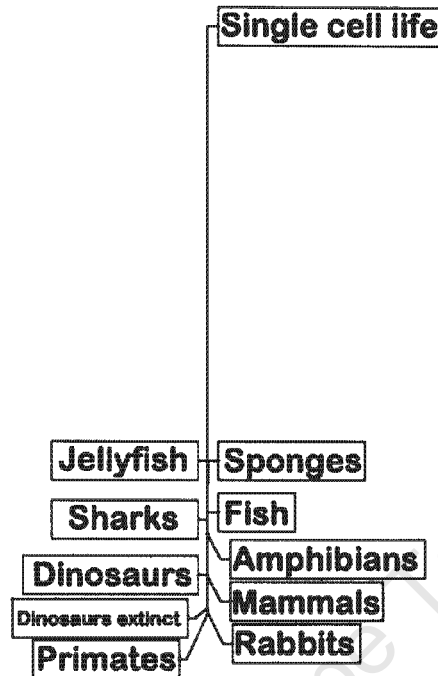 Single cell life
Jellyfish
Sponges
Sharks
Fish
Amphibians
Dinosaurs
Mammals
Dinosaurs extinct
Rabbits
Primates